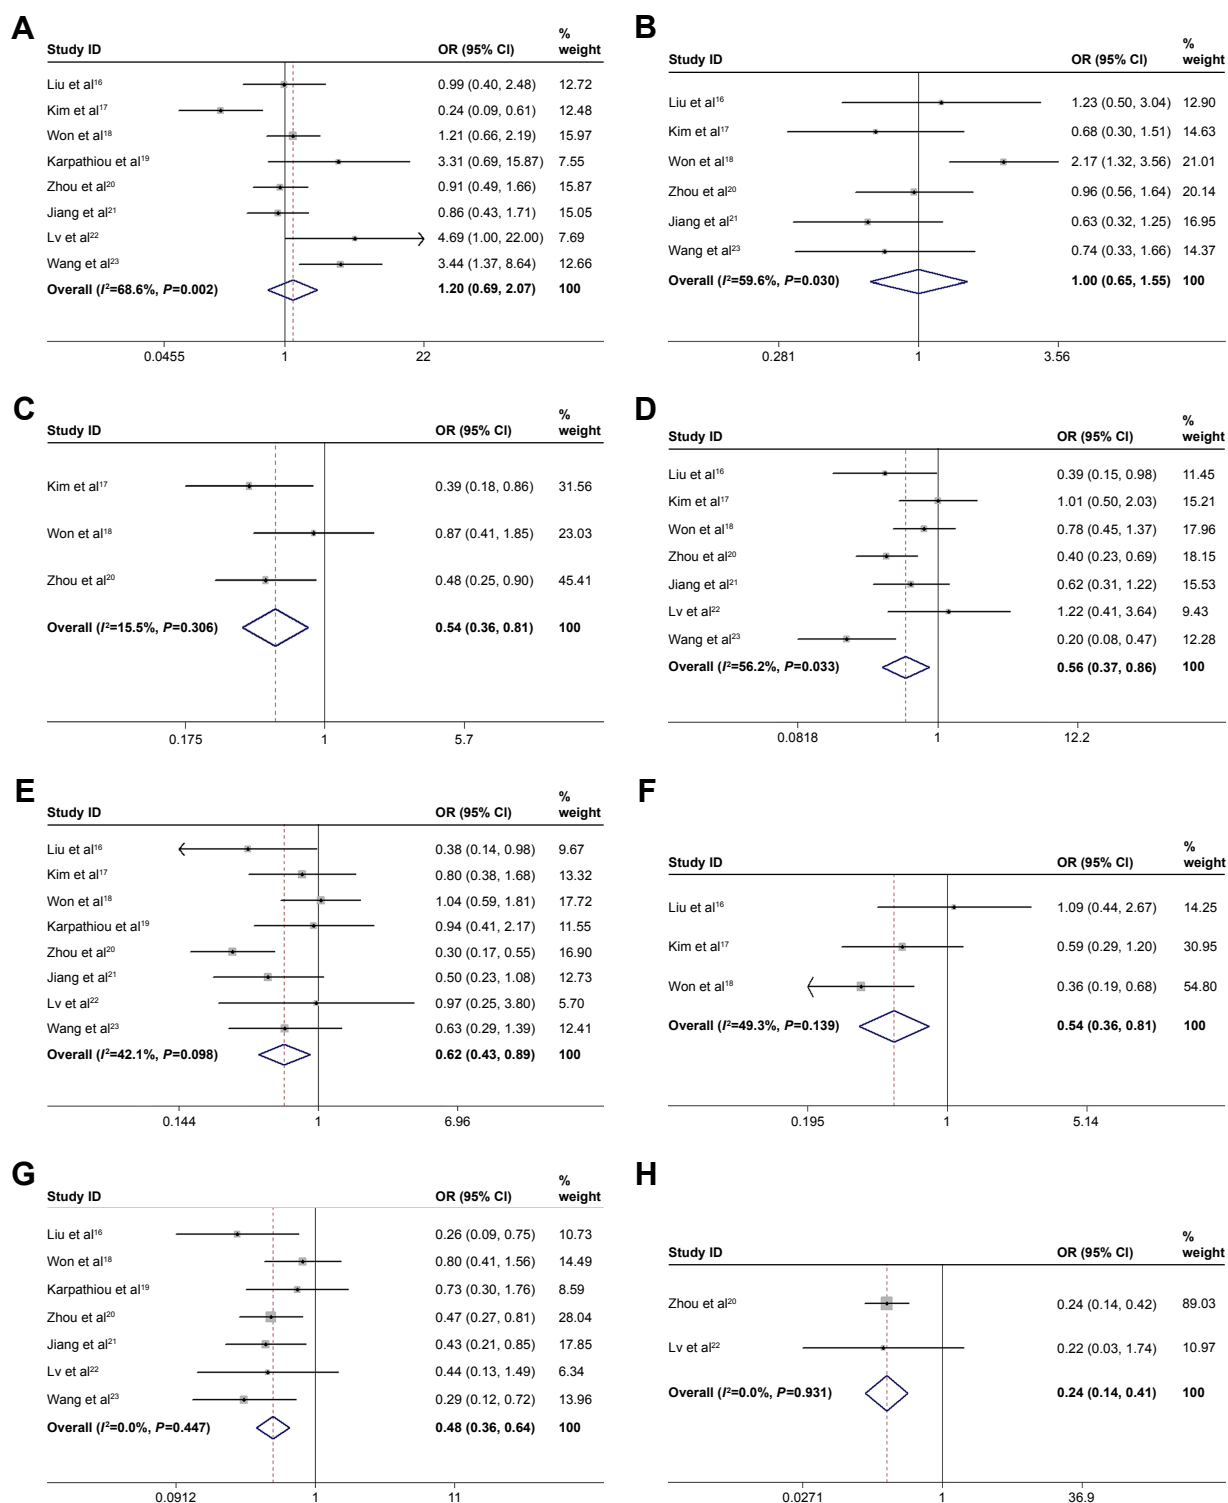 A
Study ID OR (95% CI) % weight
Liu et al16 0.99 (0.40, 2.48) 12.72
Kim et al17 0.24 (0.09, 0.61) 12.48
Won et al18 1.21 (0.66, 2.19) 15.97
Karpathiou et al19 3.31 (0.69, 15.87) 7.55
Zhou et al20 0.91 (0.49, 1.66) 15.87
Jiang et al21 0.86 (0.43, 1.71) 15.05
Lv et al22 4.69 (1.00, 22.00) 7.69
Wang et al23 3.44 (1.37, 8.64) 12.66
Overall (I2=68.6%, P=0.002) 1.20 (0.69, 2.07) 100
0.0455 1 22
B
Study ID OR (95% CI) % weight
Liu et al16 1.23 (0.50, 3.04) 12.90
Kim et al17 0.68 (0.30, 1.51) 14.63
Won et al18 2.17 (1.32, 3.56) 21.01
Zhou et al20 0.96 (0.56, 1.64) 20.14
Jiang et al21 0.63 (0.32, 1.25) 16.95
Wang et al23 0.74 (0.33, 1.66) 14.37
Overall (I2=59.6%, P=0.030) 1.00 (0.65, 1.55) 100
0.281 1 3.56
C
Study ID OR (95% CI) % weight
Kim et al17 0.39 (0.18, 0.86) 31.56
Won et al18 0.87 (0.41, 1.85) 23.03
Zhou et al20 0.48 (0.25, 0.90) 45.41
Overall (I2=15.5%, P=0.306) 0.54 (0.36, 0.81) 100
0.175 1 5.7
D
Study ID OR (95% CI) % weight
Liu et al16 0.39 (0.15, 0.98) 11.45
Kim et al17 1.01 (0.50, 2.03) 15.21
Won et al18 0.78 (0.45, 1.37) 17.96
Zhou et al20 0.40 (0.23, 0.69) 18.15
Jiang et al21 0.62 (0.31, 1.22) 15.53
Lv et al22 1.22 (0.41, 3.64) 9.43
Wang et al23 0.20 (0.08, 0.47) 12.28
Overall (I2=56.2%, P=0.033) 0.56 (0.37, 0.86) 100
0.0818 1 12.2
E
Study ID OR (95% CI) % weight
Liu et al16 0.38 (0.14, 0.98) 9.67
Kim et al17 0.80 (0.38, 1.68) 13.32
Won et al18 1.04 (0.59, 1.81) 17.72
Karpathiou et al19 0.94 (0.41, 2.17) 11.55
Zhou et al20 0.30 (0.17, 0.55) 16.90
Jiang et al21 0.50 (0.23, 1.08) 12.73
Lv et al22 0.97 (0.25, 3.80) 5.70
Wang et al23 0.63 (0.29, 1.39) 12.41
Overall (I2=42.1%, P=0.098) 0.62 (0.43, 0.89) 100
0.144 1 6.96
F
Study ID OR (95% CI) % weight
Liu et al16 1.09 (0.44, 2.67) 14.25
Kim et al17 0.59 (0.29, 1.20) 30.95
Won et al18 0.36 (0.19, 0.68) 54.80
Overall (I2=49.3%, P=0.139) 0.54 (0.36, 0.81) 100
0.195 1 5.14
G
Study ID OR (95% CI) % weight
Liu et al16 0.26 (0.09, 0.75) 10.73
Won et al18 0.80 (0.41, 1.56) 14.49
Karpathiou et al19 0.73 (0.30, 1.76) 8.59
Zhou et al20 0.47 (0.27, 0.81) 28.04
Jiang et al21 0.43 (0.21, 0.85) 17.85
Lv et al22 0.44 (0.13, 1.49) 6.34
Wang et al23 0.29 (0.12, 0.72) 13.96
Overall (I2=0.0%, P=0.447) 0.48 (0.36, 0.64) 100
0.0912 1 11
H
Study ID OR (95% CI) % weight
Zhou et al20 0.24 (0.14, 0.42) 89.03
Lv et al22 0.22 (0.03, 1.74) 10.97
Overall (I2=0.0%, P=0.931) 0.24 (0.14, 0.41) 100
0.0271 1 36.9